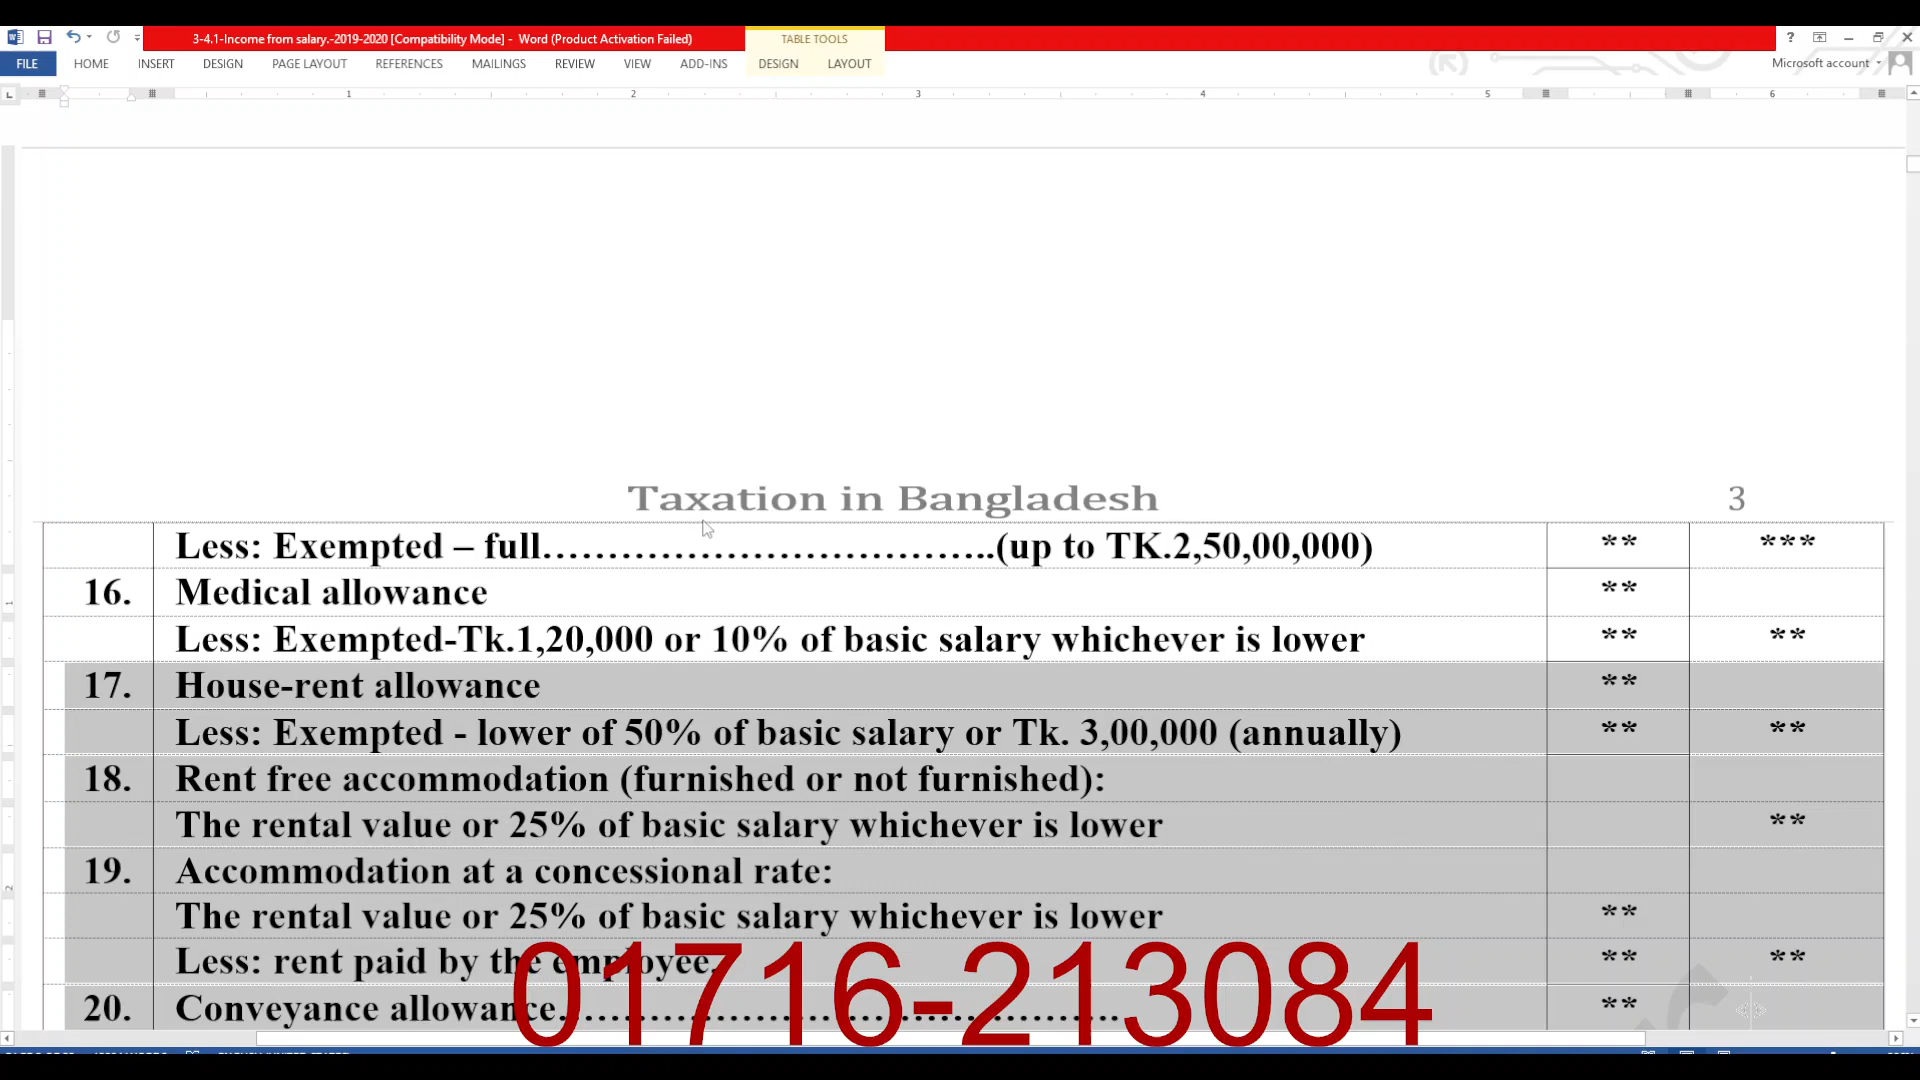 3-4.1-Income from salary.-2019-2020 [Compatibility Mode] - Word (Product Activation Failed)
TABLE TOOLS
?
FILE HOME INSERT DESIGN PAGE LAYOUT REFERENCES MAILINGS REVIEW VIEW ADD-INS DESIGN LAYOUT
Microsoft account
1 2 3 4 5 6
Taxation in Bangladesh 3
Less: Exempted – full……………………………..(up to TK.2,50,00,000) ** ***
16. Medical allowance **
Less: Exempted-Tk.1,20,000 or 10% of basic salary whichever is lower ** **
17. House-rent allowance **
Less: Exempted - lower of 50% of basic salary or Tk. 3,00,000 (annually) ** **
18. Rent free accommodation (furnished or not furnished):
The rental value or 25% of basic salary whichever is lower **
19. Accommodation at a concessional rate:
The rental value or 25% of basic salary whichever is lower **
Less: rent paid by the employee. ** **
20. Conveyance allowance……………………………………… **
01716-213084